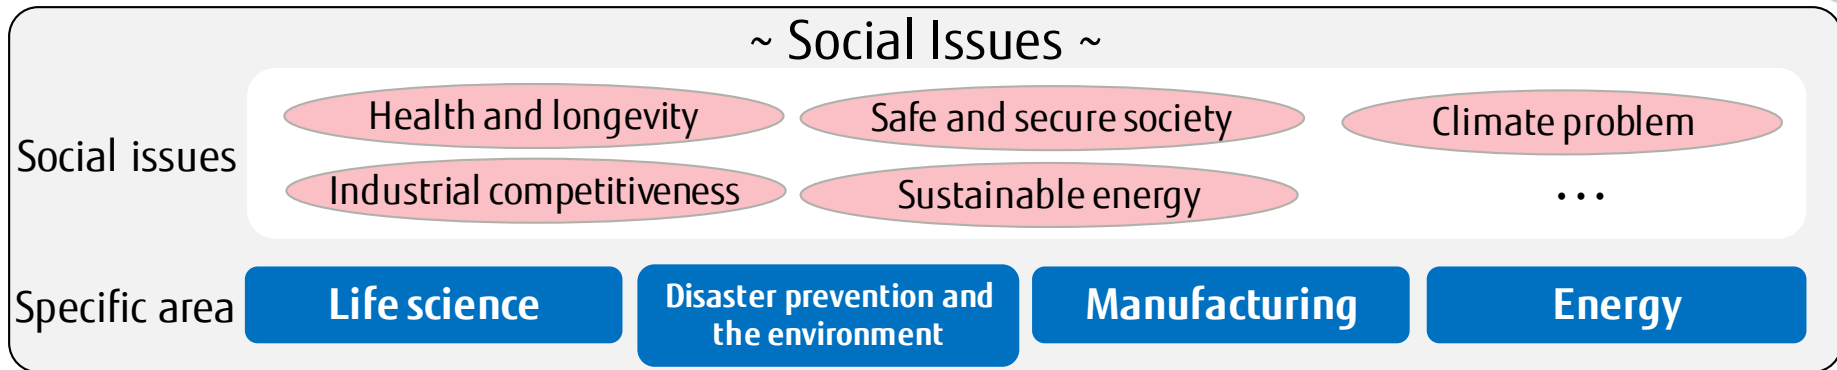 ~ Social Issues ~
Social issues
Health and longevity
Safe and secure society
Climate problem
Industrial competitiveness
Sustainable energy
...
Specific area
Life science
Disaster prevention and
the environment
Manufacturing
Energy